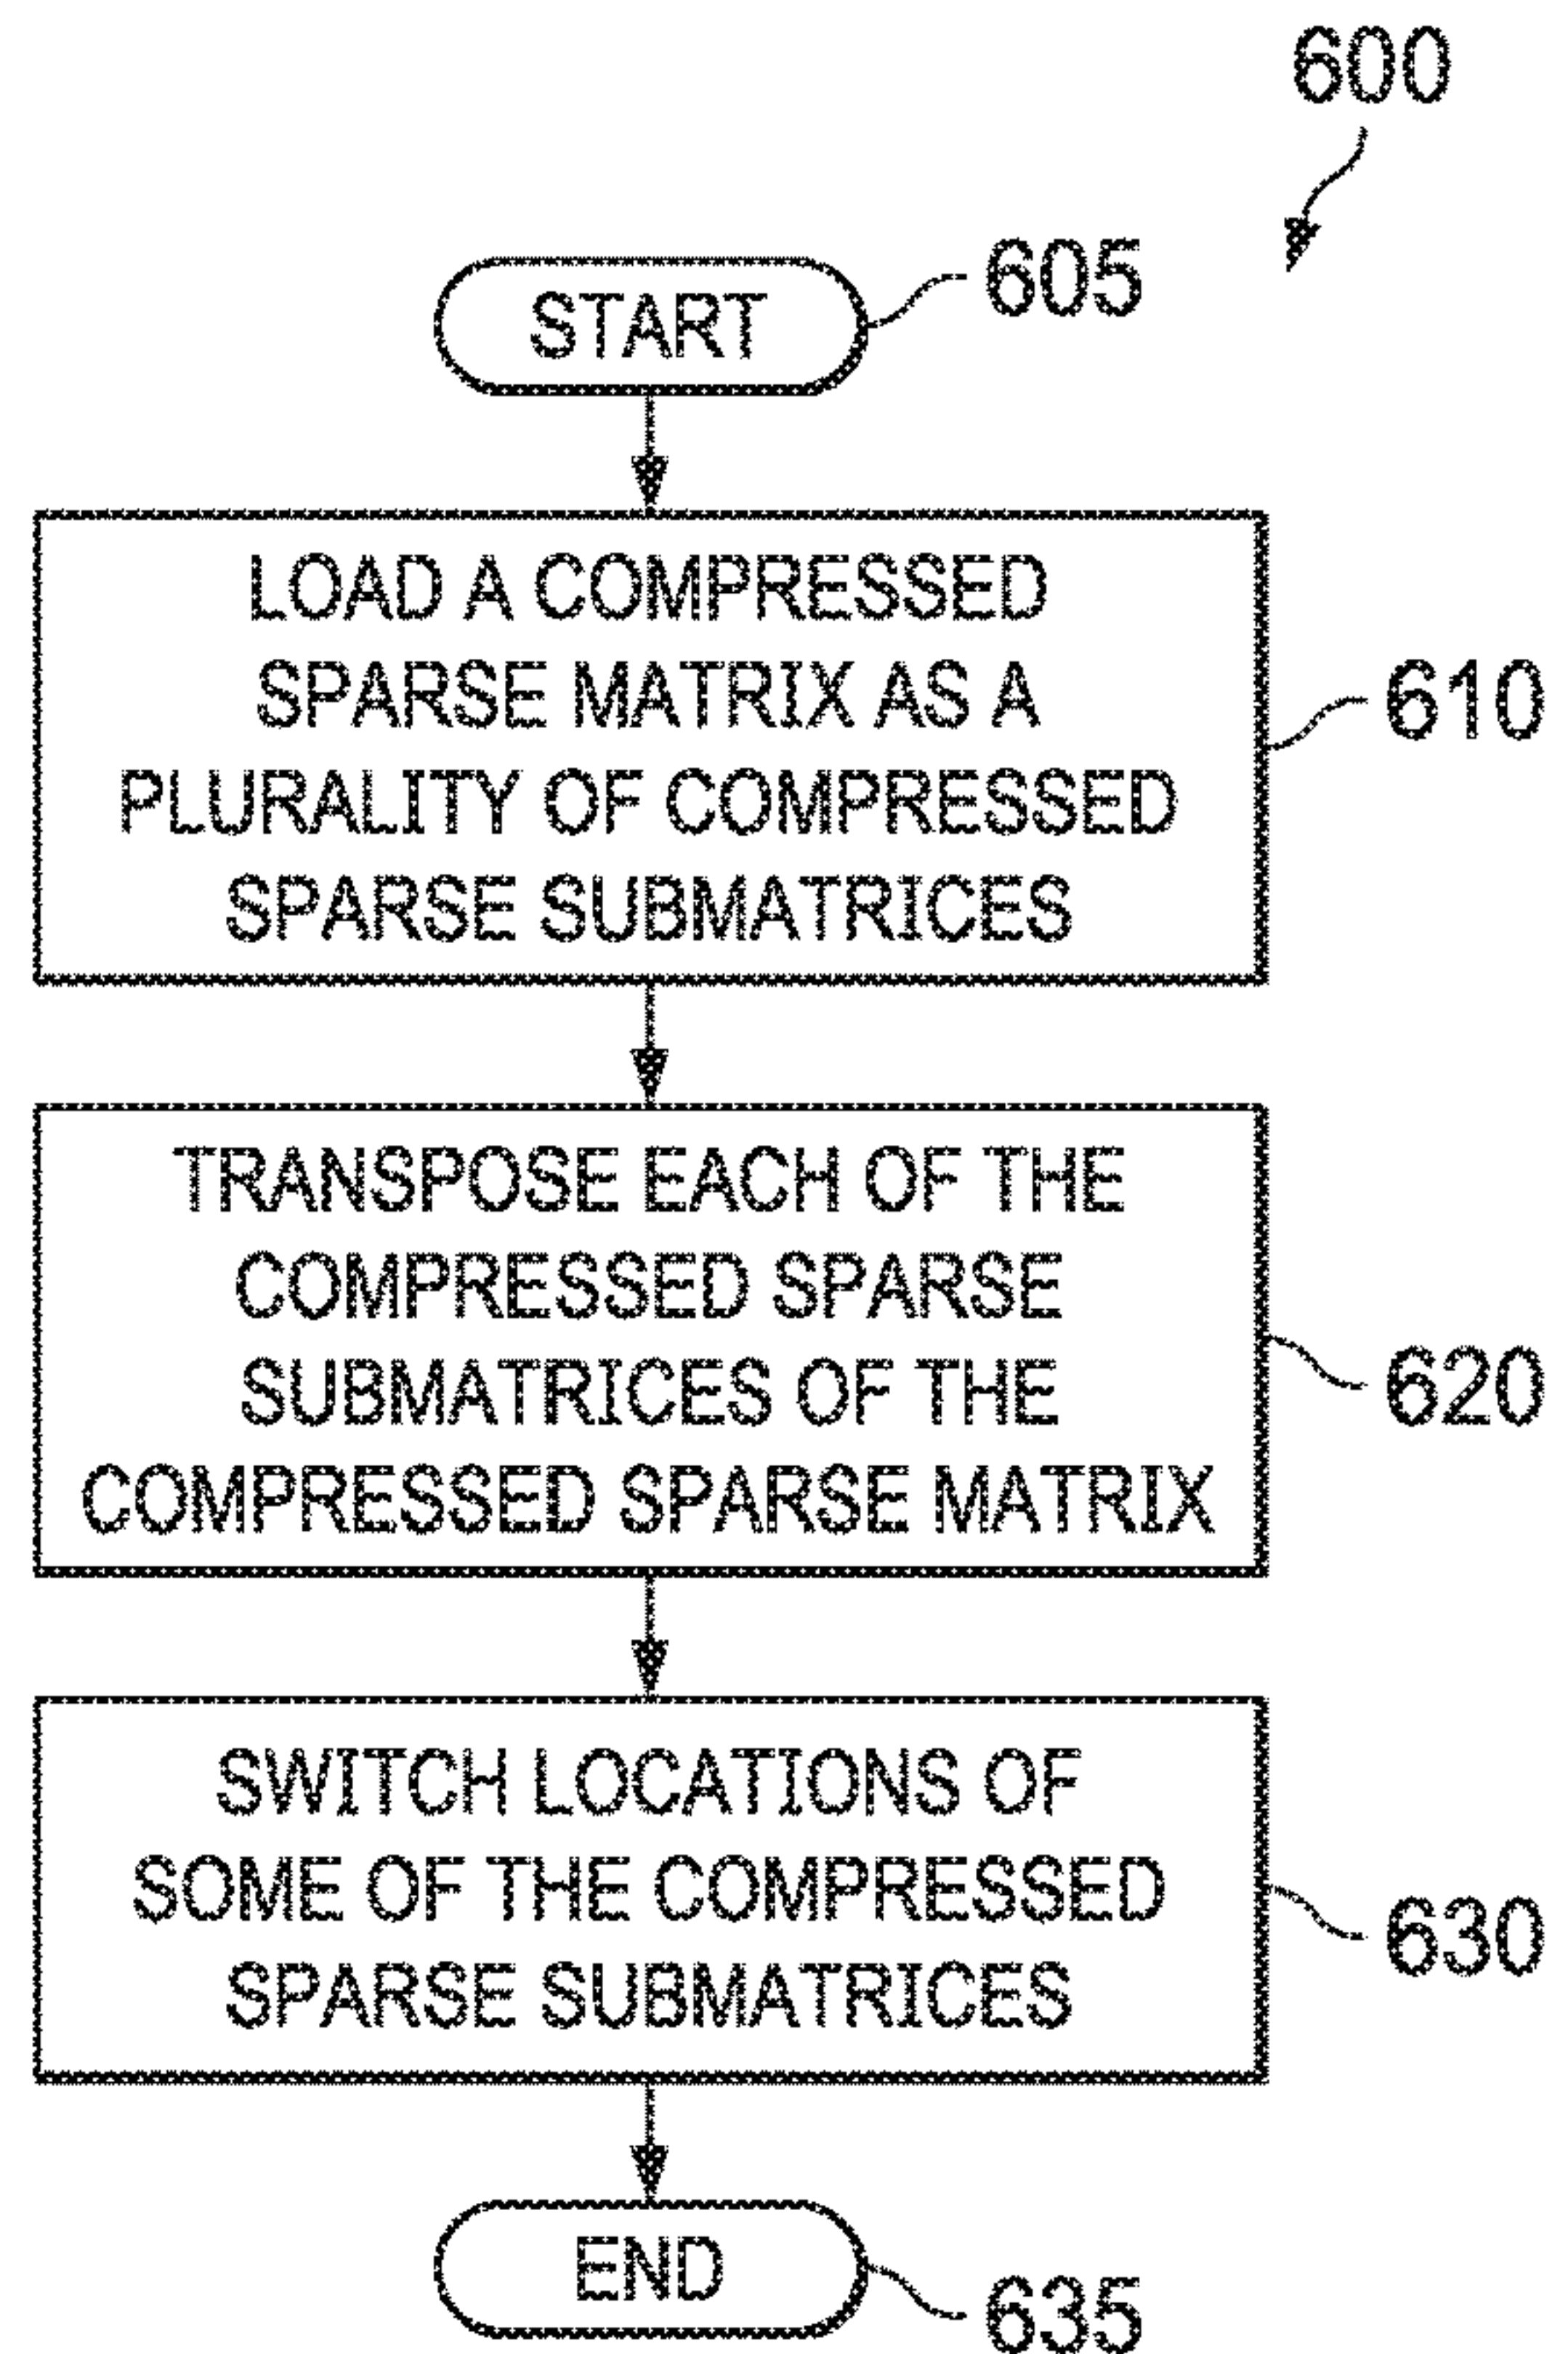 600
START
605
LOAD A COMPRESSED
SPARSE MATRIX AS A
PLURALITY OF COMPRESSED
SPARSE SUBMATRICES
610
TRANSPOSE EACH OF THE
COMPRESSED SPARSE
SUBMATRICES OF THE
COMPRESSED SPARSE MATRIX
620
SWITCH LOCATIONS OF
SOME OF THE COMPRESSED
SPARSE SUBMATRICES
630
END
635